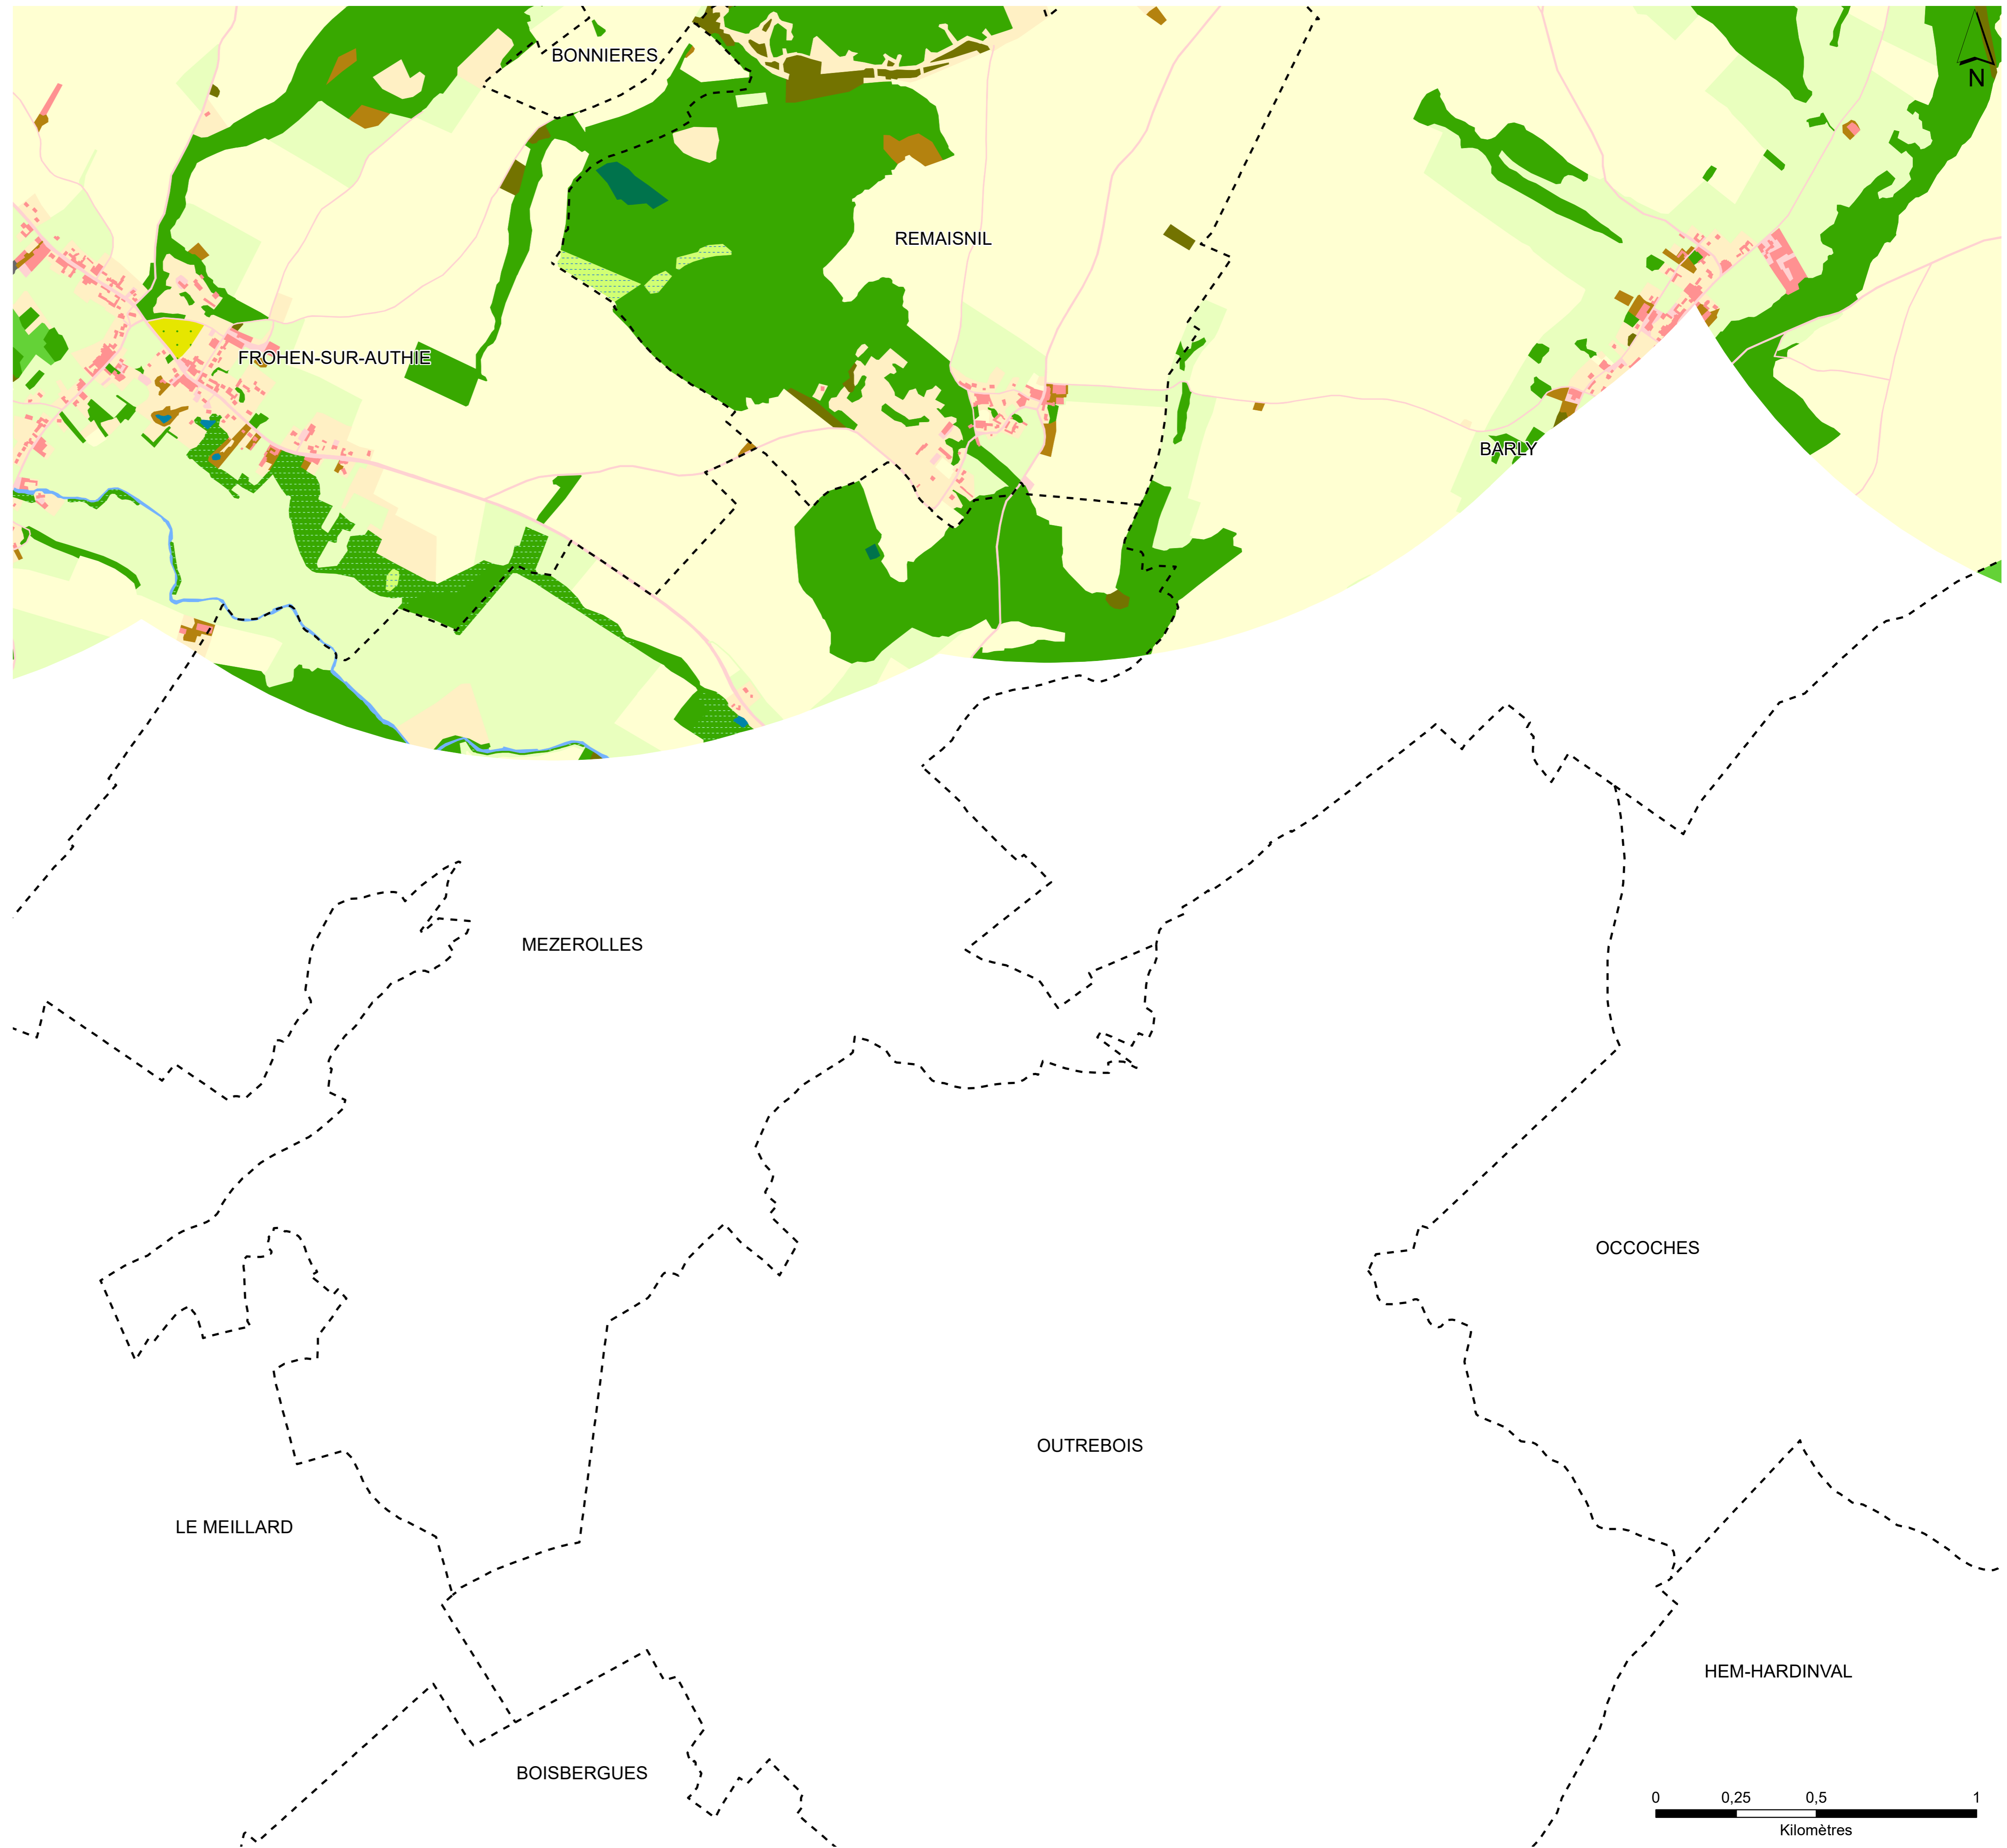 BONNIERES
N
REMAISNIL
FROHEN-SUR-AUTHIE
BARLY
MEZEROLLES
OCCOCHES
OUTREBOIS
LE MEILLARD
HEM-HARDINVAL
BOISBERGUES
0 0,25 0,5 1
Kilomètres